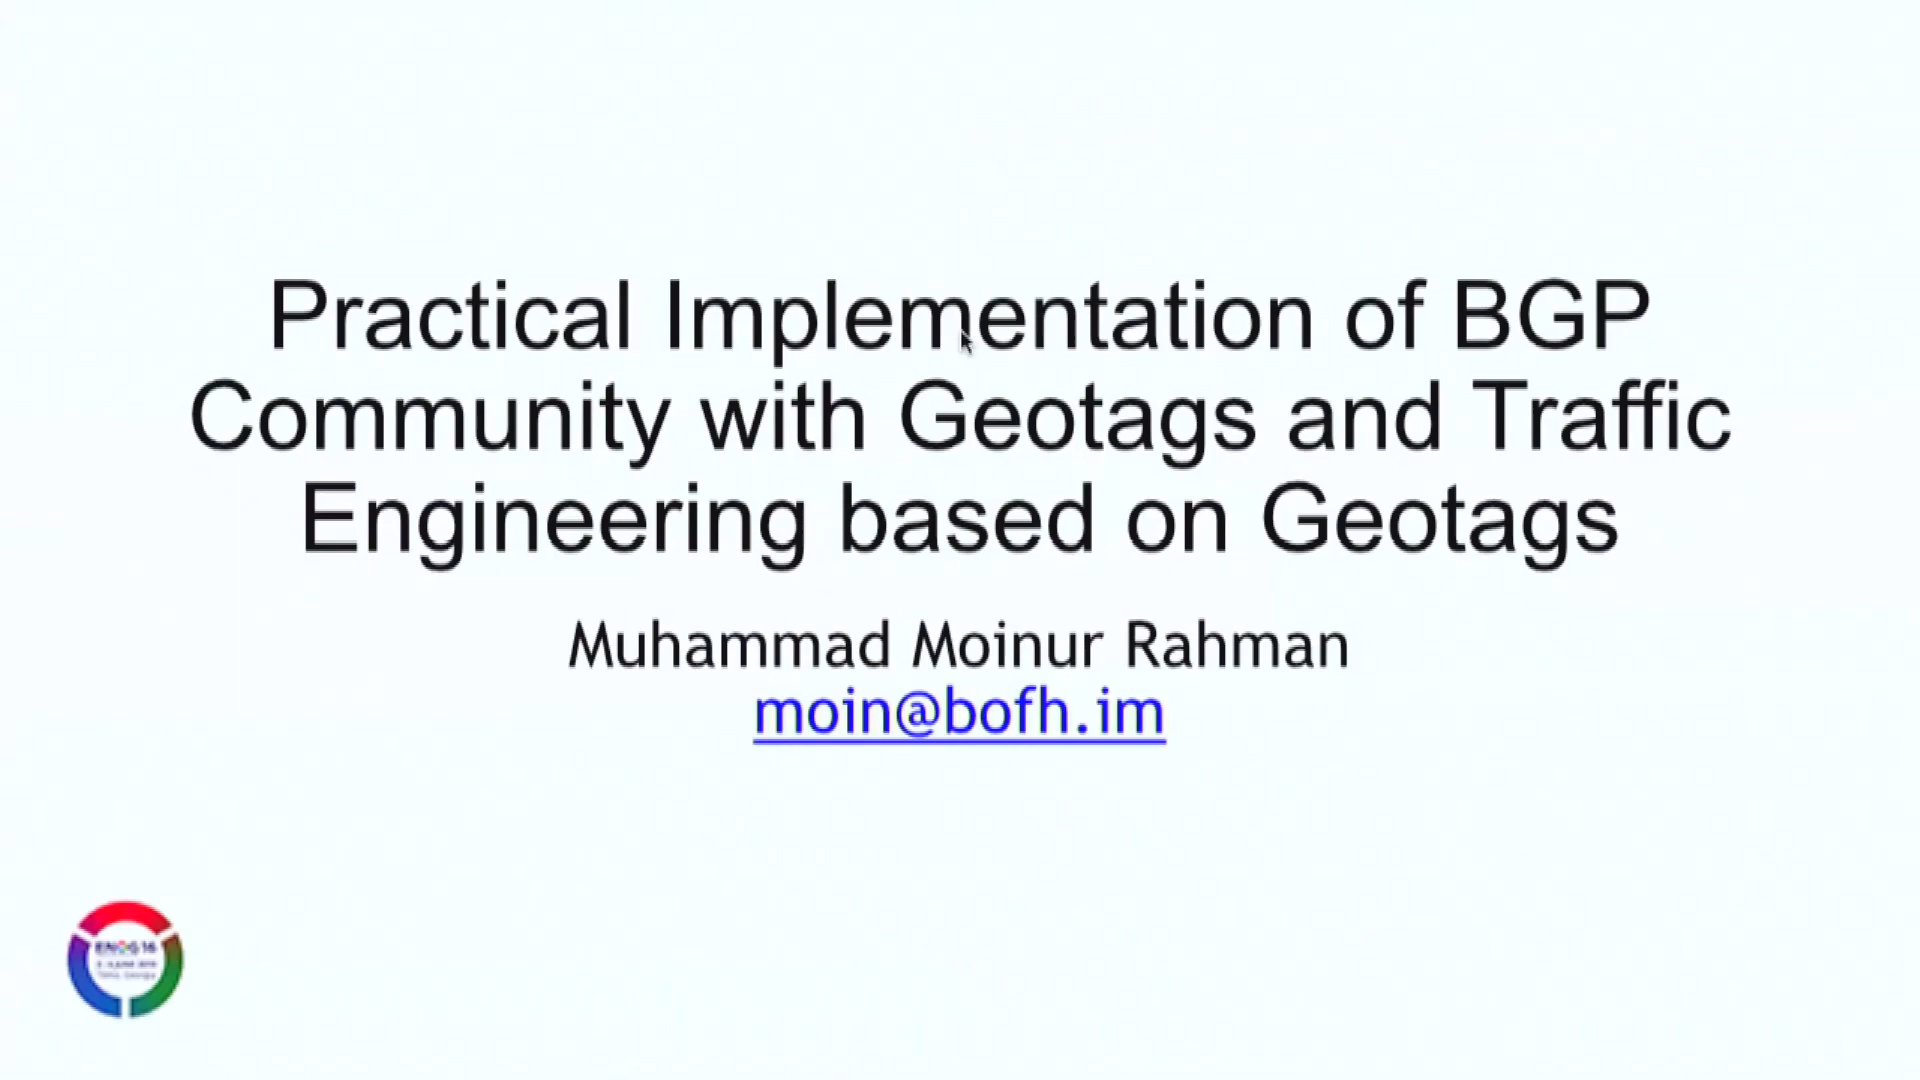 Practical Implementation of BGP
Community with Geotags and Traffic
Engineering based on Geotags
Muhammad Moinur Rahman
moin@bofh.im
ENOG16